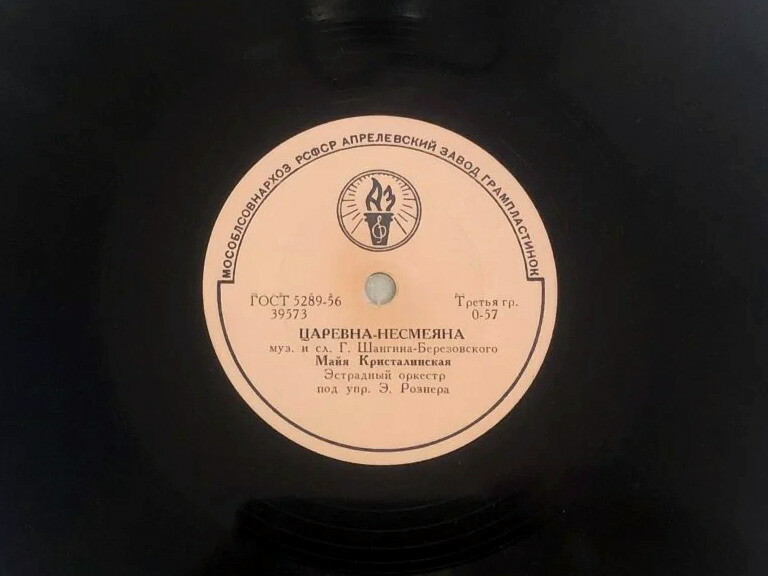 МОСОБЛСОВНАРХОЗ РСФСР АПРЕЛЕВСКИЙ ЗАВОД ГРАМПЛАСТИНОК
АЗ
ГОСТ 5289-56
39573
Третья гр.
0-57
ЦАРЕВНА-НЕСМЕЯНА
муз. и сл. Г. Шангина-Березовского
Майя Кристалинская
Эстрадный оркестр
под упр. Э. Рознера